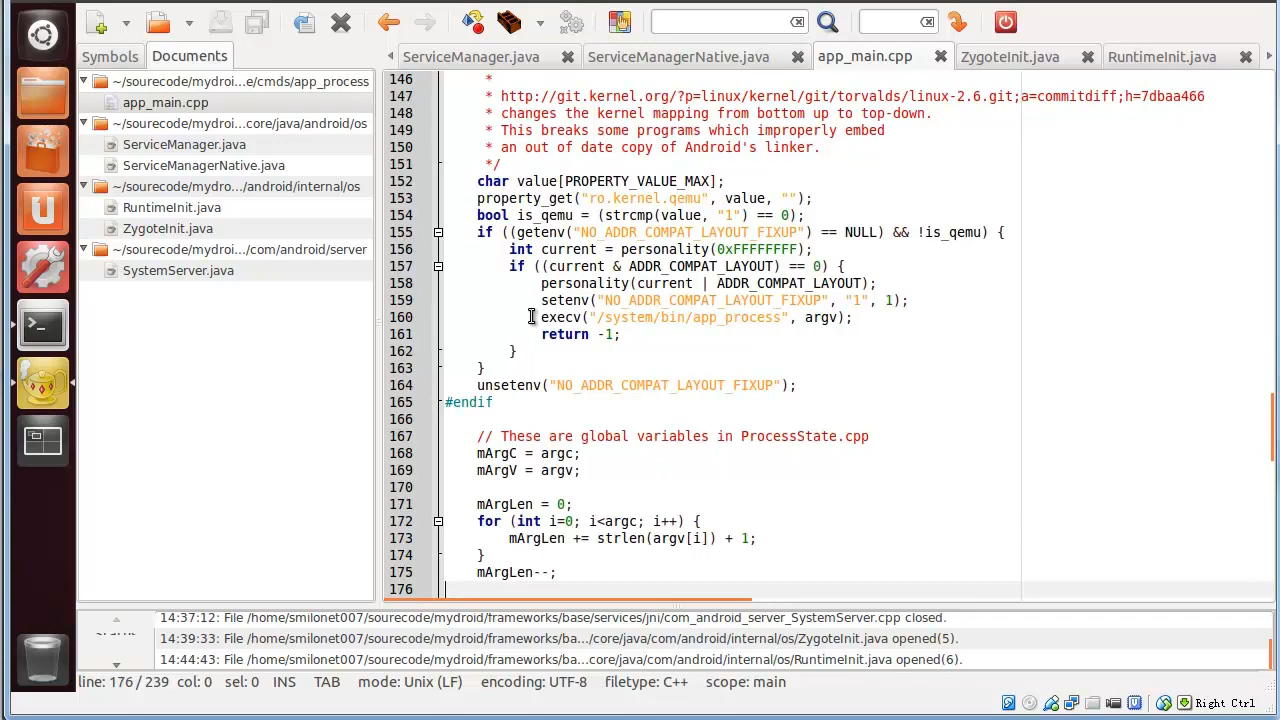 Symbols Documents ServiceManager.java ServiceManagerNative.java app_main.cpp ZygoteInit.java RuntimeInit.java
~/sourecode/mydroi...e/cmds/app_process
app_main.cpp
~/sourecode/mydro...core/java/android/os
ServiceManager.java
ServiceManagerNative.java
~/sourecode/mydro.../android/internal/os
RuntimeInit.java
ZygoteInit.java
~/sourecode/mydro.../com/android/server
SystemServer.java
146 *
147 * http://git.kernel.org/?p=linux/kernel/git/torvalds/linux-2.6.git;a=commitdiff;h=7dbaa466
148 * changes the kernel mapping from bottom up to top-down.
149 * This breaks some programs which improperly embed
150 * an out of date copy of Android's linker.
151 */
152 char value[PROPERTY_VALUE_MAX];
153 property_get("ro.kernel.qemu", value, "");
154 bool is_qemu = (strcmp(value, "1") == 0);
155 if ((getenv("NO_ADDR_COMPAT_LAYOUT_FIXUP") == NULL) && !is_qemu) {
156 int current = personality(0xFFFFFFFF);
157 if ((current & ADDR_COMPAT_LAYOUT) == 0) {
158 personality(current | ADDR_COMPAT_LAYOUT);
159 setenv("NO_ADDR_COMPAT_LAYOUT_FIXUP", "1", 1);
160 execv("/system/bin/app_process", argv);
161 return -1;
162 }
163 }
164 unsetenv("NO_ADDR_COMPAT_LAYOUT_FIXUP");
165 #endif
166
167 // These are global variables in ProcessState.cpp
168 mArgC = argc;
169 mArgV = argv;
170
171 mArgLen = 0;
172 for (int i=0; i<argc; i++) {
173 mArgLen += strlen(argv[i]) + 1;
174 }
175 mArgLen--;
176
14:37:12: File /home/smilonet007/sourecode/mydroid/frameworks/base/services/jni/com_android_server_SystemServer.cpp closed.
14:39:33: File /home/smilonet007/sourecode/mydroid/frameworks/ba.../core/java/com/android/internal/os/ZygoteInit.java opened(5).
14:44:43: File /home/smilonet007/sourecode/mydroid/frameworks/ba...core/java/com/android/internal/os/RuntimeInit.java opened(6).
line: 176 / 239 col: 0 sel: 0 INS TAB mode: Unix (LF) encoding: UTF-8 filetype: C++ scope: main
Right Ctrl